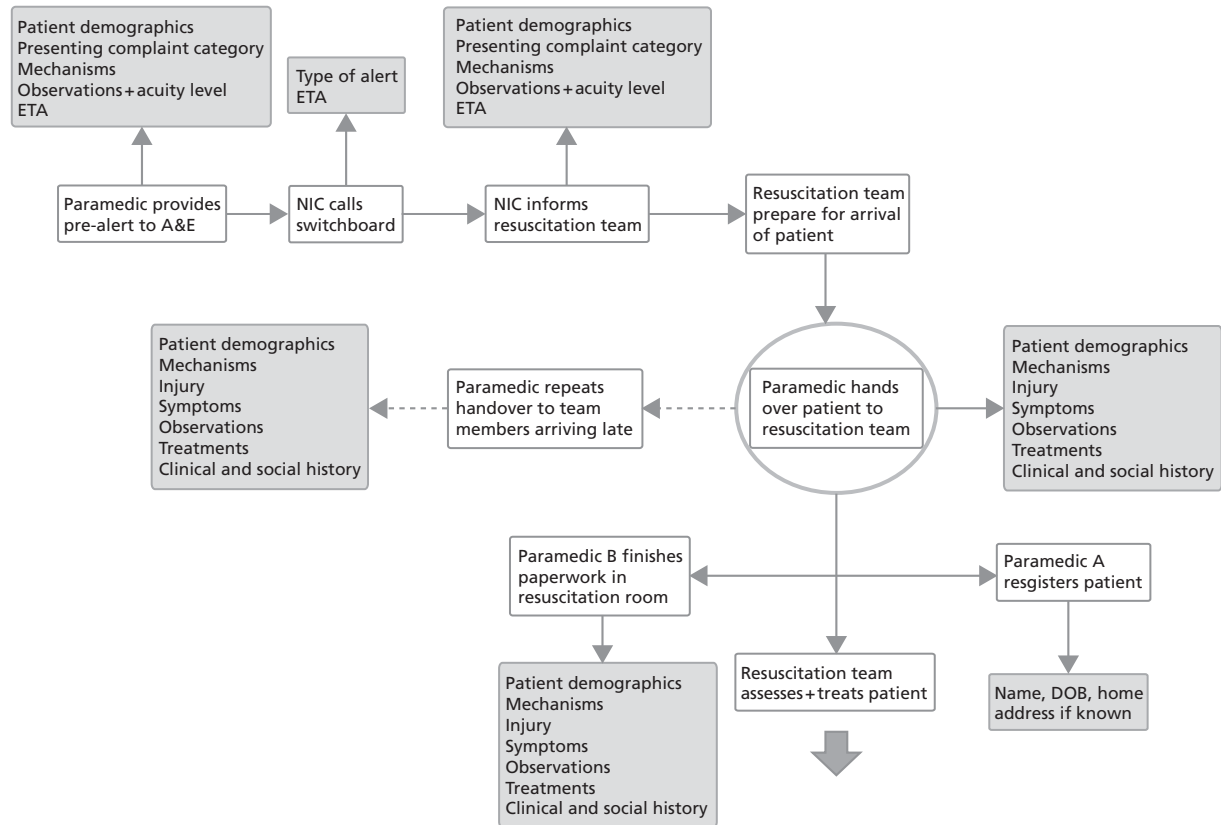 Patient demographics
Presenting complaint category
Mechanisms
Observations + acuity level
ETA
Type of alert
ETA
Patient demographics
Presenting complaint category
Mechanisms
Observations + acuity level
ETA
Paramedic provides
pre-alert to A&E
NIC calls
switchboard
NIC informs
resuscitation team
Resuscitation team
prepare for arrival
of patient
Patient demographics
Mechanisms
Injury
Symptoms
Observations
Treatments
Clinical and social history
Paramedic repeats
handover to team
members arriving late
Paramedic hands
over patient to
resuscitation team
Patient demographics
Mechanisms
Injury
Symptoms
Observations
Treatments
Clinical and social history
Paramedic B finishes
paperwork in
resuscitation room
Paramedic A
resgisters patient
Patient demographics
Mechanisms
Injury
Symptoms
Observations
Treatments
Clinical and social history
Resuscitation team
assesses + treats patient
Name, DOB, home
address if known